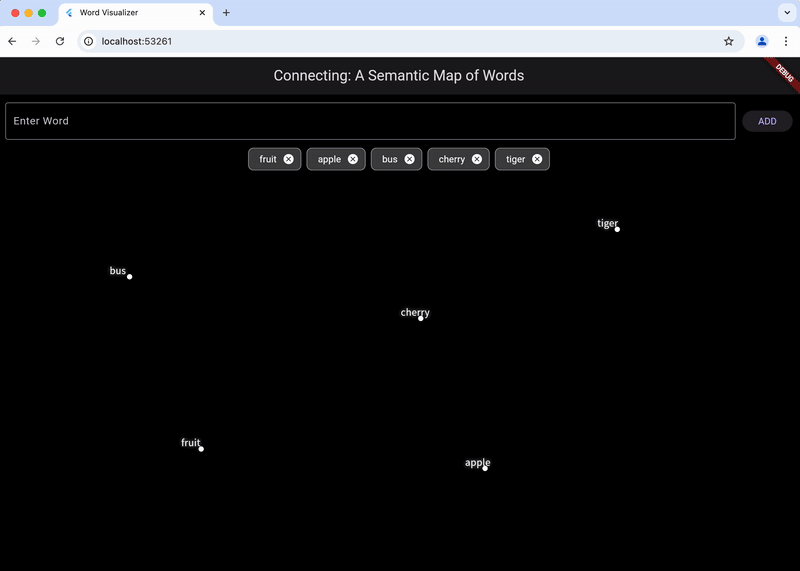 Word Visualizer
localhost:53261
Connecting: A Semantic Map of Words
DEBUG
Enter Word
ADD
fruit
apple
bus
cherry
tiger
tiger
bus
cherry
fruit
apple